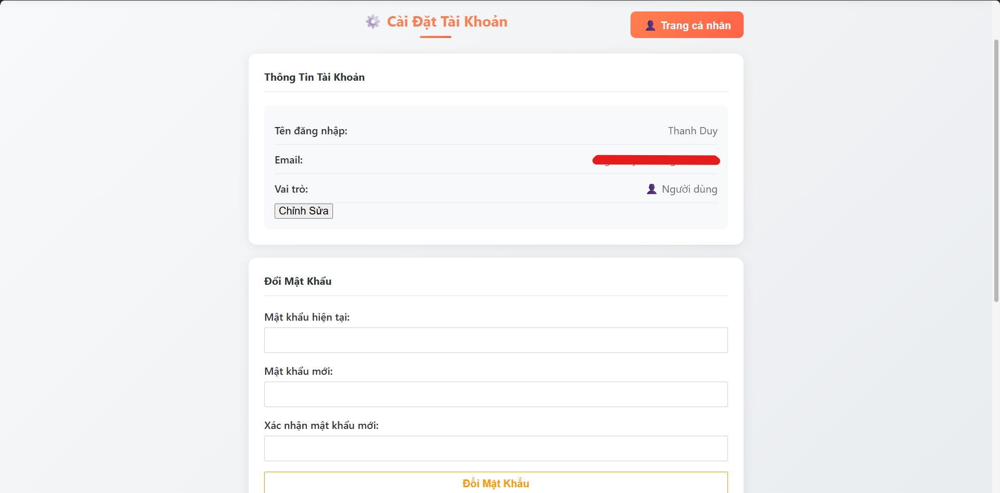 Cài Đặt Tài Khoản
Trang cá nhân
Thông Tin Tài Khoản
Tên đăng nhập: Thanh Duy
Email:
Vai trò: Người dùng
Chỉnh Sửa
Đổi Mật Khẩu
Mật khẩu hiện tại:
Mật khẩu mới:
Xác nhận mật khẩu mới:
Đổi Mật Khẩu